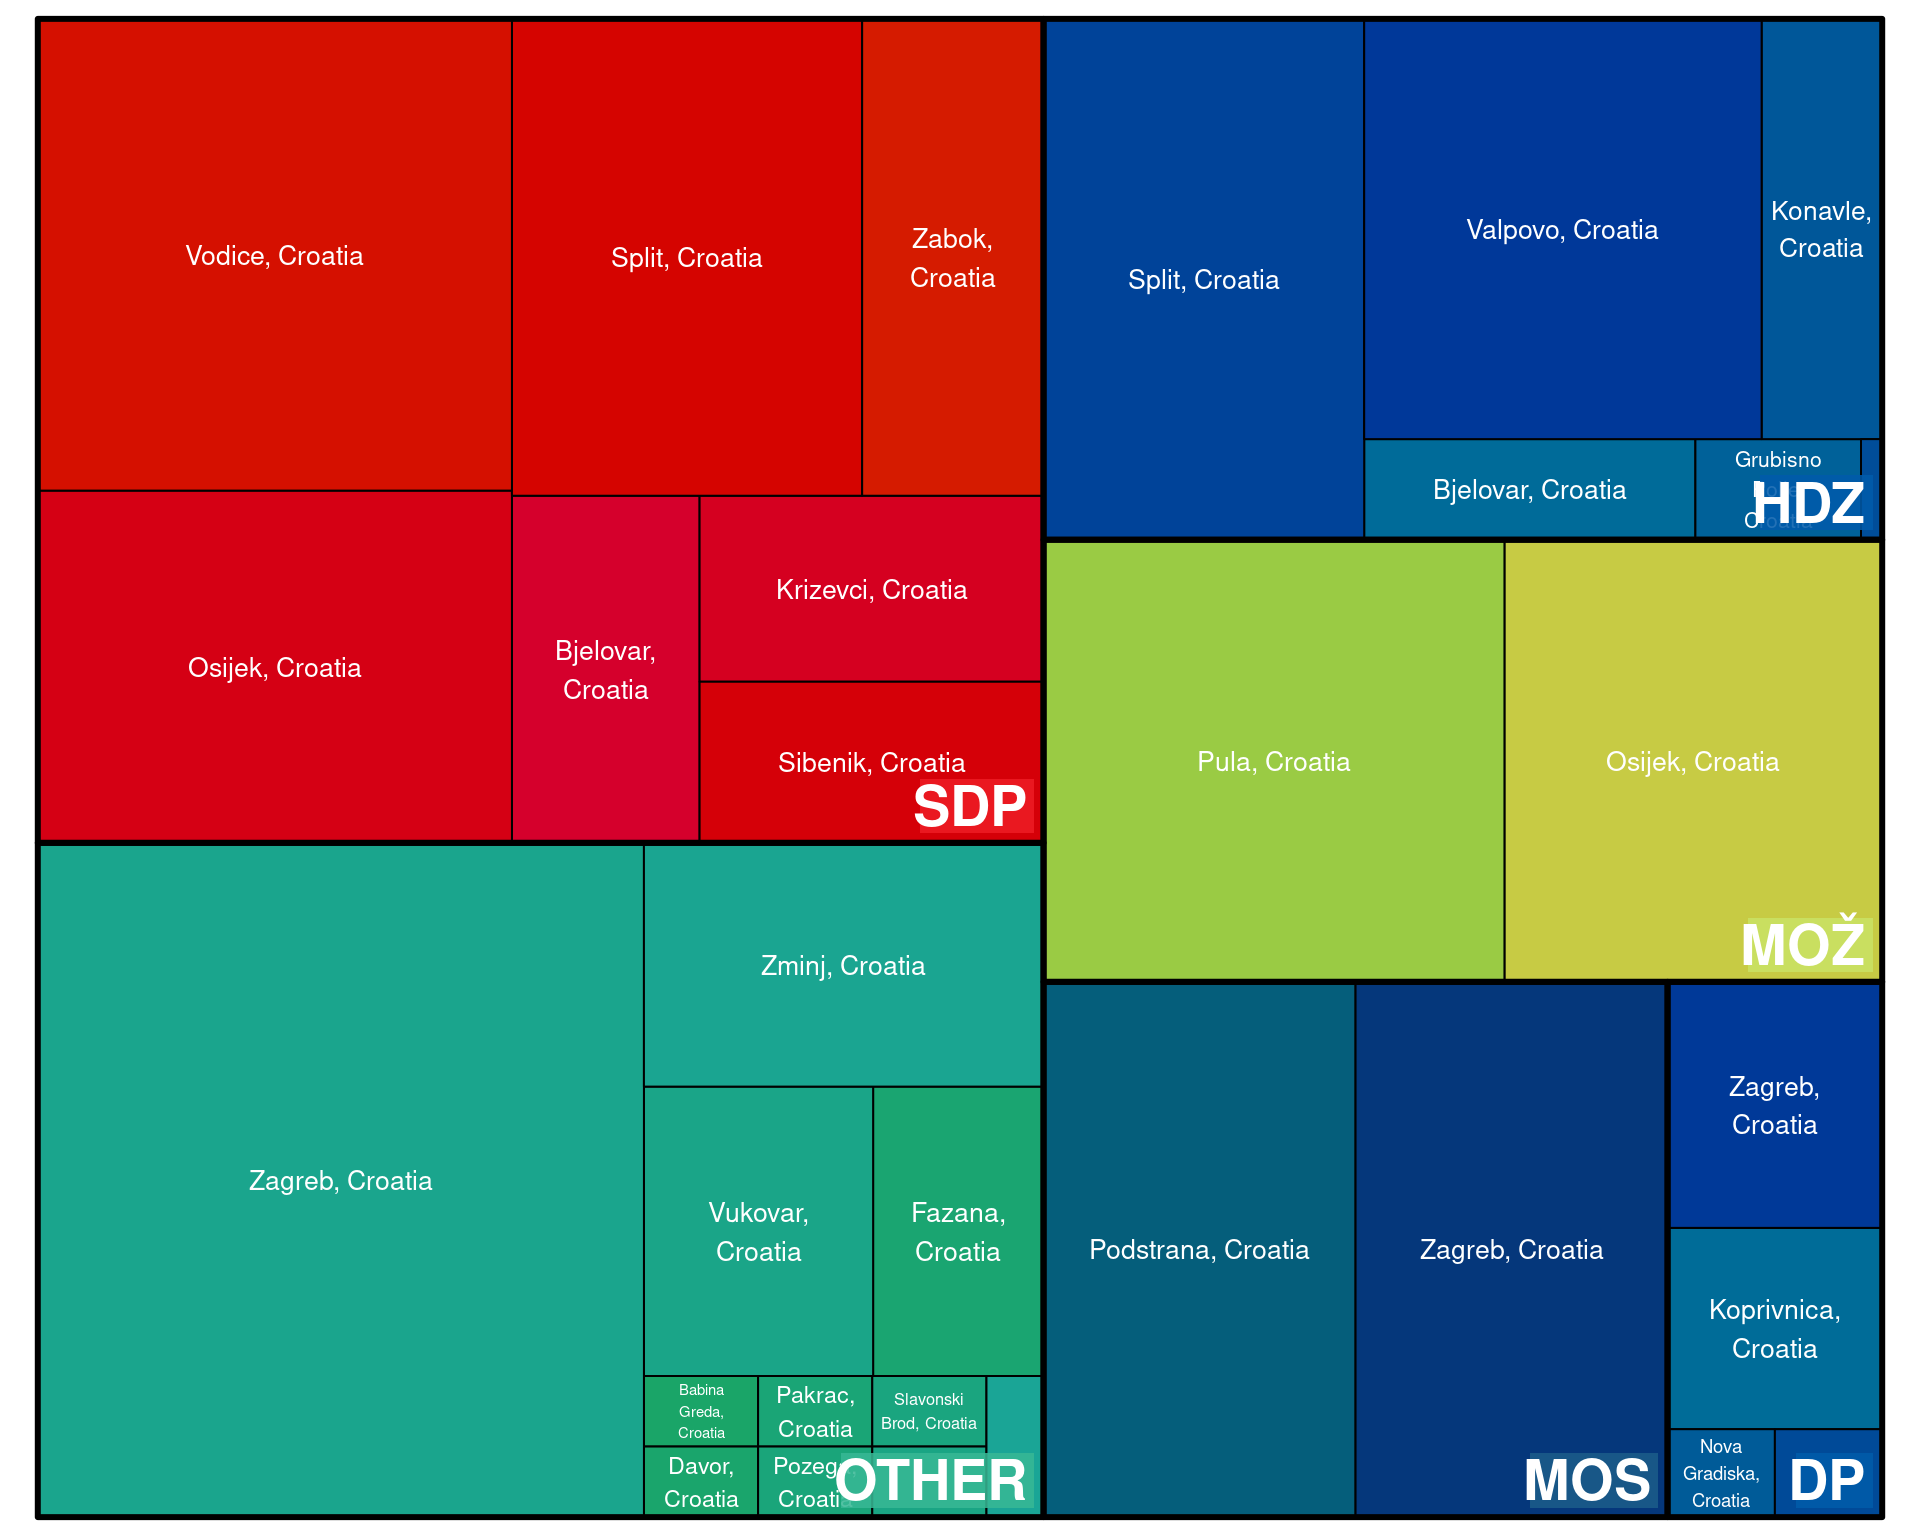 Vodice, Croatia
Split, Croatia
Zabok,
Croatia
Osijek, Croatia
Bjelovar,
Croatia
Krizevci, Croatia
Sibenik, Croatia
SDP
Split, Croatia
Valpovo, Croatia
Konavle,
Croatia
Bjelovar, Croatia
Grubisno
Croatia
HDZ
Pula, Croatia
Osijek, Croatia
MOŽ
Zagreb, Croatia
Zminj, Croatia
Vukovar,
Croatia
Fazana,
Croatia
Babina
Greda,
Croatia
Pakrac,
Croatia
Slavonski
Brod, Croatia
Davor,
Croatia
Pozega,
Croatia
OTHER
Podstrana, Croatia
Zagreb, Croatia
MOS
Zagreb,
Croatia
Koprivnica,
Croatia
Nova
Gradiska,
Croatia
DP